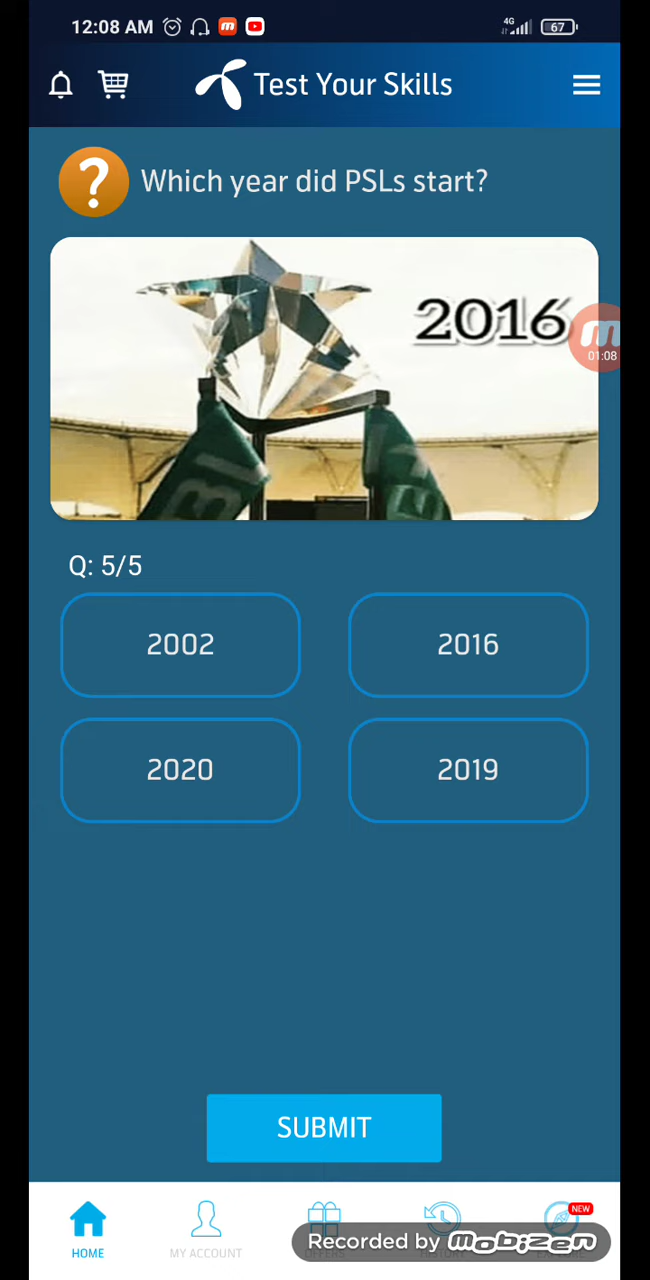 12:08 AM
4G
67
Test Your Skills
? Which year did PSLs start?
2016
01:08
Q: 5/5
2002
2016
2020
2019
SUBMIT
NEW
HOME
MY ACCOUNT
Recorded by mobizen